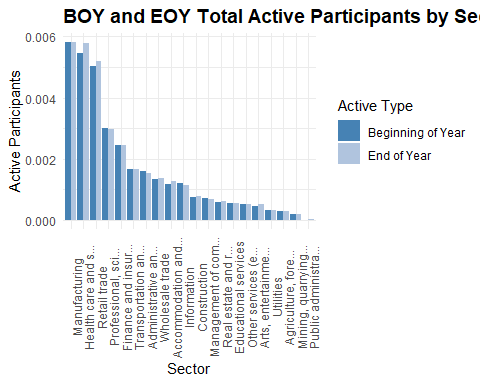 BOY and EOY Total Active Participants by Sec
0.006
0.004
0.002
0.000
Active Participants
Manufacturing
Health care and s...
Retail trade
Professional, sci...
Finance and insur...
Transportation an...
Administrative an...
Wholesale trade
Accommodation and...
Information
Construction
Management of com...
Real estate and r...
Educational services
Other services (e...
Arts, entertainme...
Utilities
Agriculture, fore...
Mining, quarrying...
Public administra...
Sector
Active Type
Beginning of Year
End of Year